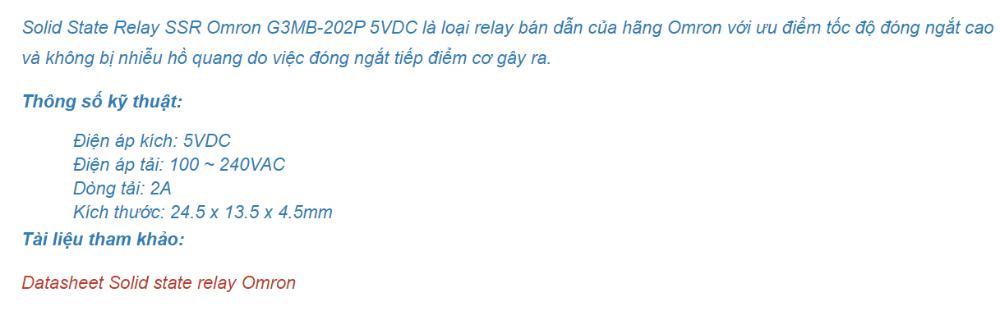 Solid State Relay SSR Omron G3MB-202P 5VDC là loại relay bán dẫn của hãng Omron với ưu điểm tốc độ đóng ngắt cao
và không bị nhiễu hồ quang do việc đóng ngắt tiếp điểm cơ gây ra.
Thông số kỹ thuật:
Điện áp kích: 5VDC
Điện áp tải: 100 ~ 240VAC
Dòng tải: 2A
Kích thước: 24.5 x 13.5 x 4.5mm
Tài liệu tham khảo:
Datasheet Solid state relay Omron